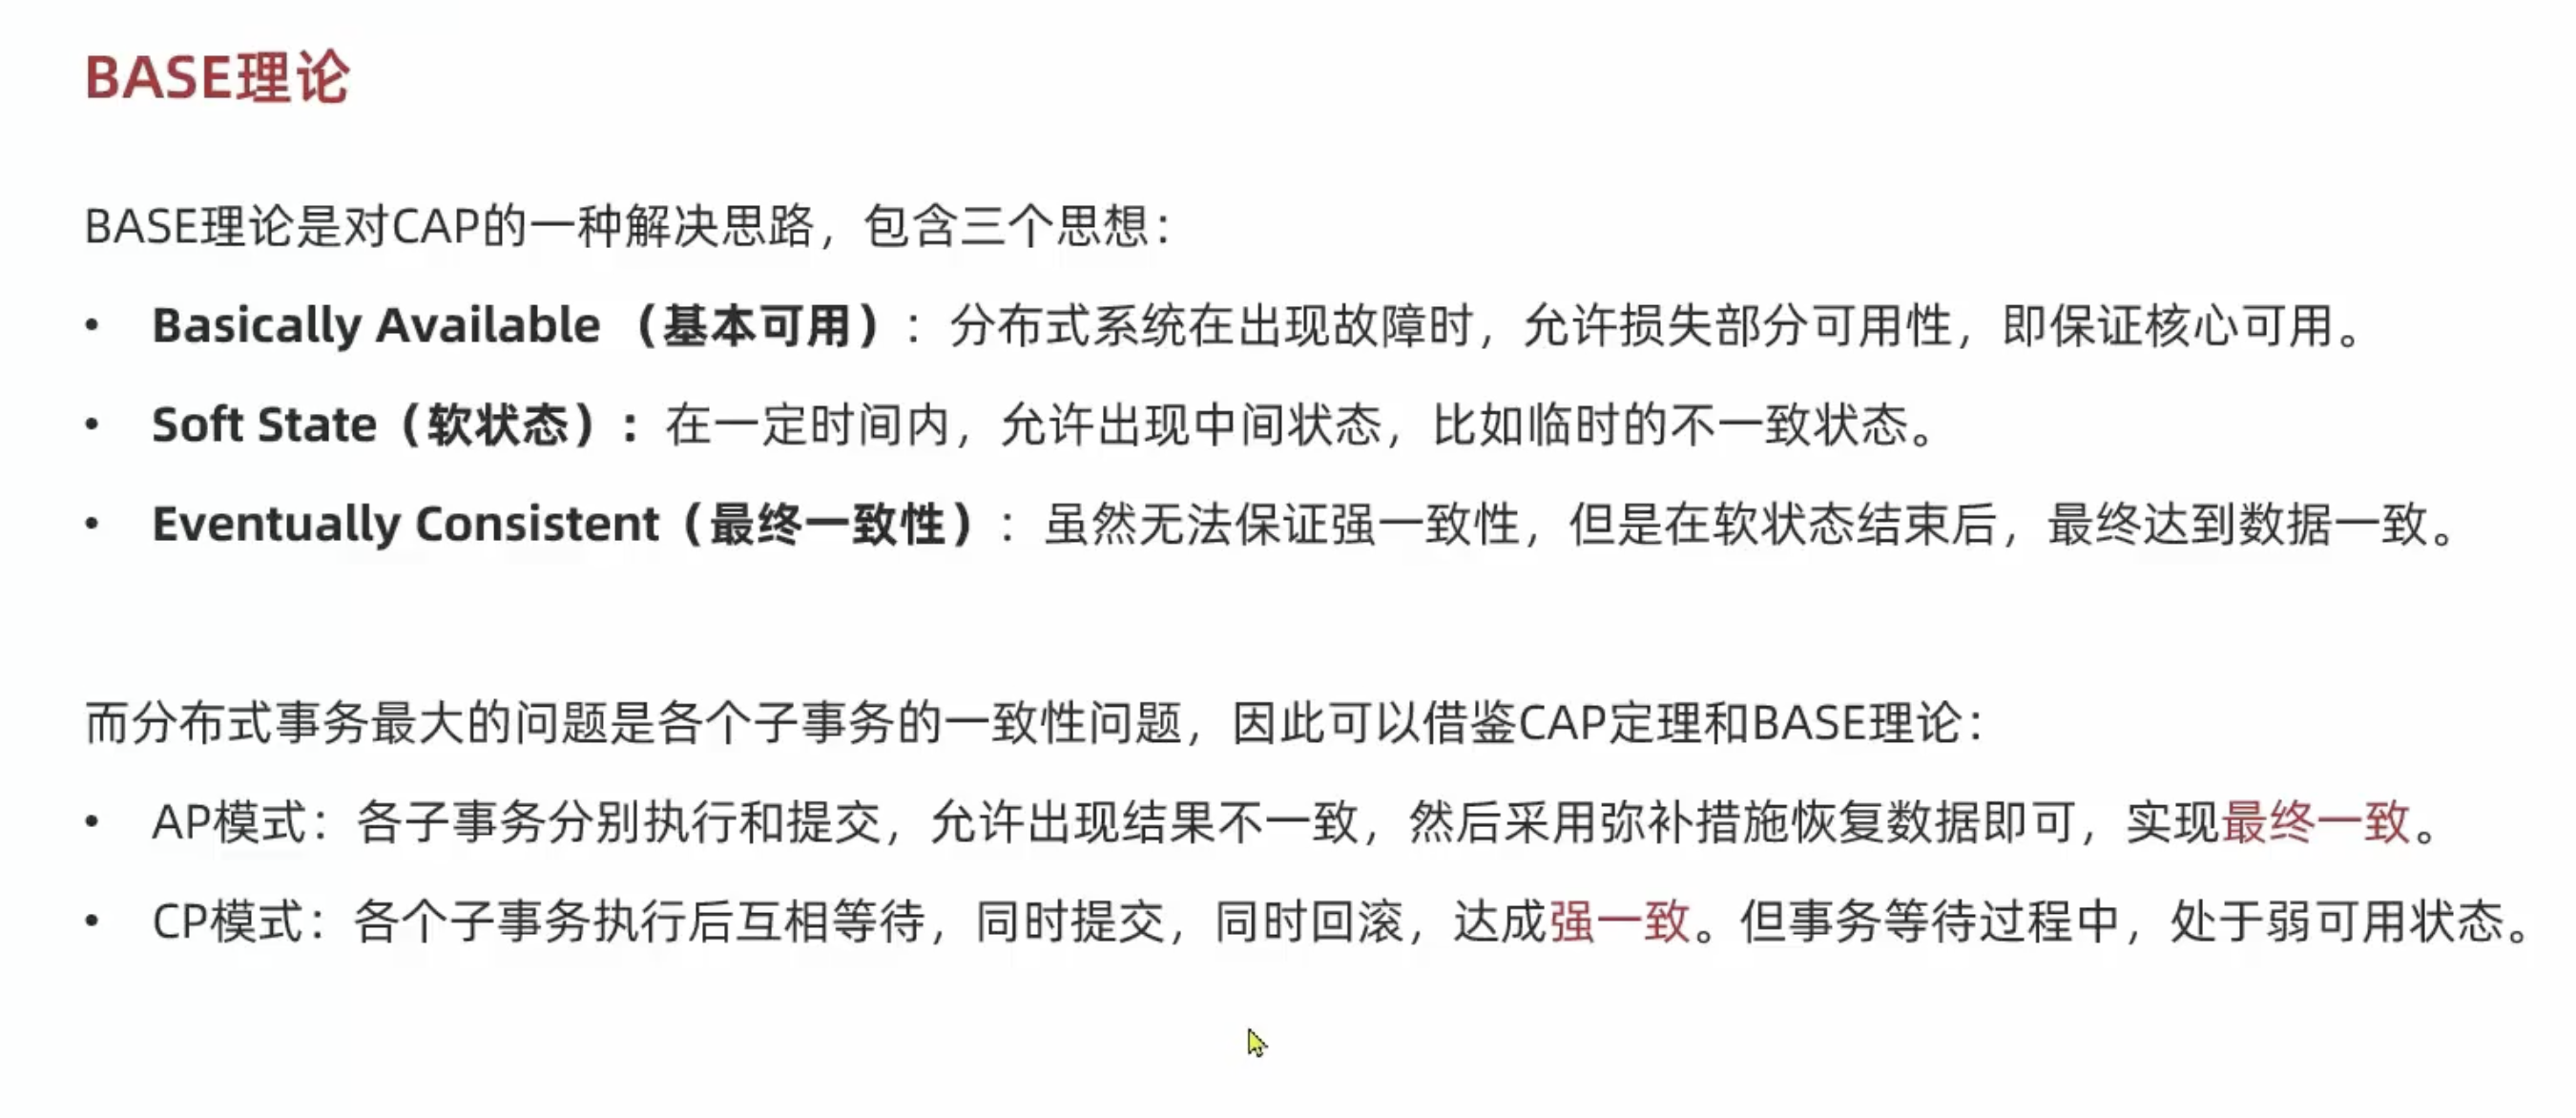 BASE理论
BASE理论是对CAP的一种解决思路，包含三个思想：
• Basically Available （基本可用）：分布式系统在出现故障时，允许损失部分可用性，即保证核心可用。
• Soft State（软状态）：在一定时间内，允许出现中间状态，比如临时的不一致状态。
• Eventually Consistent（最终一致性）：虽然无法保证强一致性，但是在软状态结束后，最终达到数据一致。
而分布式事务最大的问题是各个子事务的一致性问题，因此可以借鉴CAP定理和BASE理论：
• AP模式：各子事务分别执行和提交，允许出现结果不一致，然后采用弥补措施恢复数据即可，实现最终一致。
• CP模式：各个子事务执行后互相等待，同时提交，同时回滚，达成强一致。但事务等待过程中，处于弱可用状态。